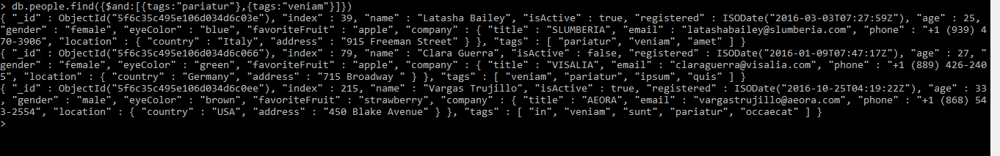 > db.people.find({$and:[{tags:"pariatur"},{tags:"veniam"}]})
{ "_id" : ObjectId("5f6c35c495e106d034d6c03e"), "index" : 39, "name" : "Latasha Bailey", "isActive" : true, "registered" : ISODate("2016-03-03T07:27:59Z"), "age" : 25,
"gender" : "female", "eyeColor" : "blue", "favoriteFruit" : "apple", "company" : { "title" : "SLUMBERIA", "email" : "latashabailey@slumberia.com", "phone" : "+1 (939) 4
70-3906", "location" : { "country" : "Italy", "address" : "915 Freeman Street" } }, "tags" : [ "pariatur", "veniam", "amet" ] }
{ "_id" : ObjectId("5f6c35c495e106d034d6c066"), "index" : 79, "name" : "Clara Guerra", "isActive" : false, "registered" : ISODate("2016-01-09T07:47:17Z"), "age" : 27, "
gender" : "female", "eyeColor" : "green", "favoriteFruit" : "apple", "company" : { "title" : "VISALIA", "email" : "claraguerra@visalia.com", "phone" : "+1 (889) 426-240
5", "location" : { "country" : "Germany", "address" : "715 Broadway " } }, "tags" : [ "veniam", "pariatur", "ipsum", "quis" ] }
{ "_id" : ObjectId("5f6c35c495e106d034d6c0ee"), "index" : 215, "name" : "Vargas Trujillo", "isActive" : true, "registered" : ISODate("2016-10-25T04:19:22Z"), "age" : 33
, "gender" : "male", "eyeColor" : "brown", "favoriteFruit" : "strawberry", "company" : { "title" : "AEORA", "email" : "vargastrujillo@aeora.com", "phone" : "+1 (868) 54
3-2554", "location" : { "country" : "USA", "address" : "450 Blake Avenue" } }, "tags" : [ "in", "veniam", "sunt", "pariatur", "occaecat" ] }
>